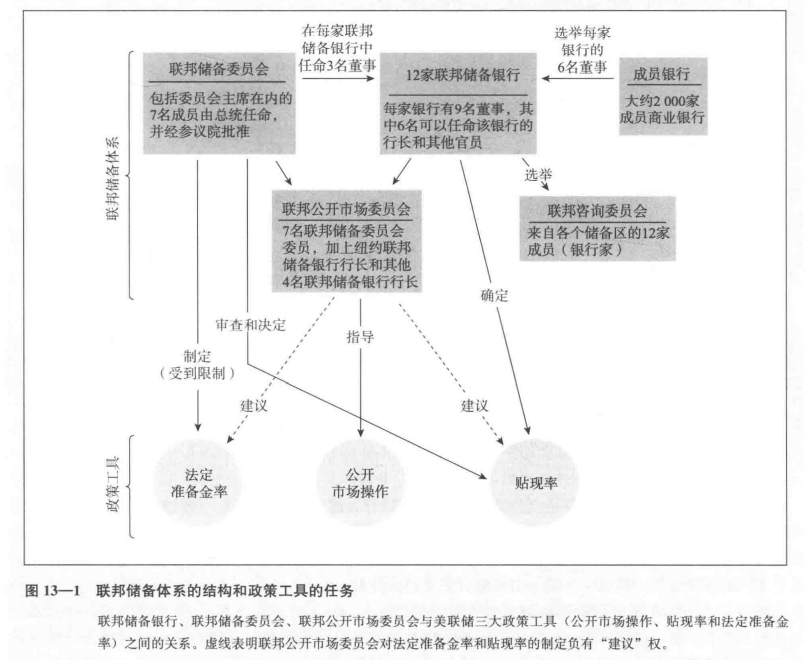 在每家联邦
储备银行中
任命3名董事
选举每家
银行的
6名董事
联邦储备委员会
包括委员会主席在内的
7名成员由总统任命，
并经参议院批准
12家联邦储备银行
每家银行有9名董事，其
中6名可以任命该银行的
行长和其他官员
成员银行
大约2 000家
成员商业银行
联邦储备体系
选举
联邦公开市场委员会
7名联邦储备委员会
委员，加上纽约联邦
储备银行行长和其他
4名联邦储备银行行长
联邦咨询委员会
来自各个储备区的12家
成员（银行家）
确定
审查和决定
指导
制定
（受到限制）
建议
建议
政策工具
法定
准备金率
公开
市场操作
贴现率
图 13—1 联邦储备体系的结构和政策工具的任务
联邦储备银行、联邦储备委员会、联邦公开市场委员会与美联储三大政策工具（公开市场操作、贴现率和法定准备金
率）之间的关系。虚线表明联邦公开市场委员会对法定准备金率和贴现率的制定负有“建议”权。